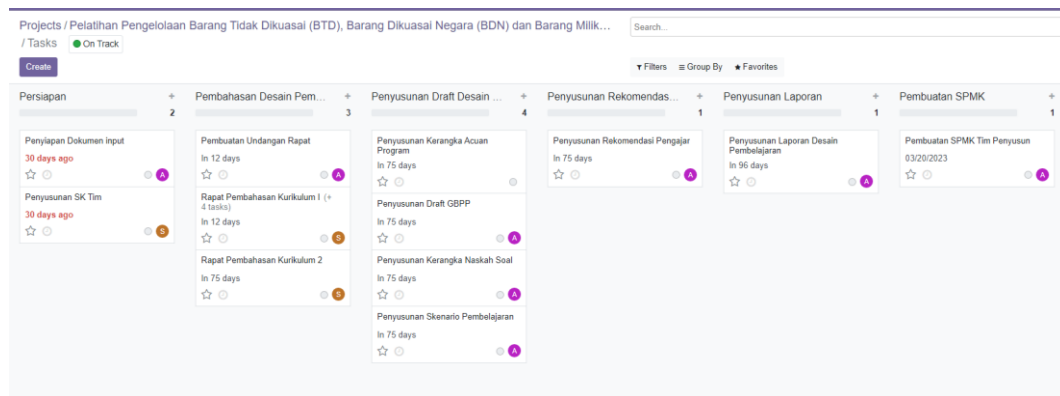 Projects / Pelatihan Pengelolaan Barang Tidak Dikuasai (BTD), Barang Dikuasai Negara (BDN) dan Barang Milik...
/ Tasks On Track
Search...
Create
Filters Group By Favorites
Persiapan +
2
Penyiapan Dokumen input
30 days ago
A
Penyusunan SK Tim
30 days ago
S
Pembahasan Desain Pem... +
3
Pembuatan Undangan Rapat
In 12 days
A
Rapat Pembahasan Kurikulum I (+
4 tasks)
In 12 days
S
Rapat Pembahasan Kurikulum 2
In 75 days
S
Penyusunan Draft Desain ... +
4
Penyusunan Kerangka Acuan
Program
In 75 days
Penyusunan Draft GBPP
In 75 days
A
Penyusunan Kerangka Naskah Soal
In 75 days
A
Penyusunan Skenario Pembelajaran
In 75 days
A
Penyusunan Rekomendas... +
1
Penyusunan Rekomendasi Pengajar
In 75 days
A
Penyusunan Laporan +
1
Penyusunan Laporan Desain
Pembelajaran
In 96 days
A
Pembuatan SPMK +
1
Pembuatan SPMK Tim Penyusun
03/20/2023
A